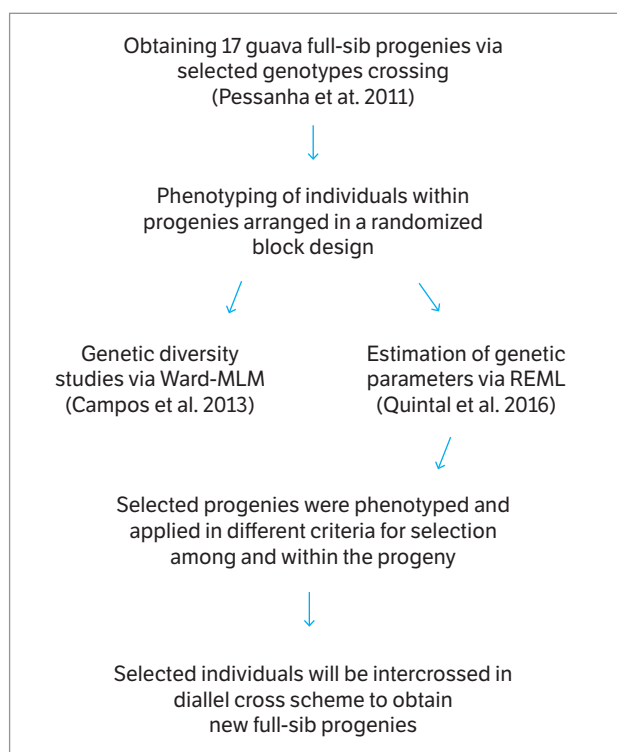 Obtaining 17 guava full-sib progenies via
selected genotypes crossing
(Pessanha et at. 2011)
Phenotyping of individuals within
progenies arranged in a randomized
block design
Genetic diversity
studies via Ward-MLM
(Campos et al. 2013)
Estimation of genetic
parameters via REML
(Quintal et al. 2016)
Selected progenies were phenotyped and
applied in different criteria for selection
among and within the progeny
Selected individuals will be intercrossed in
diallel cross scheme to obtain
new full-sib progenies